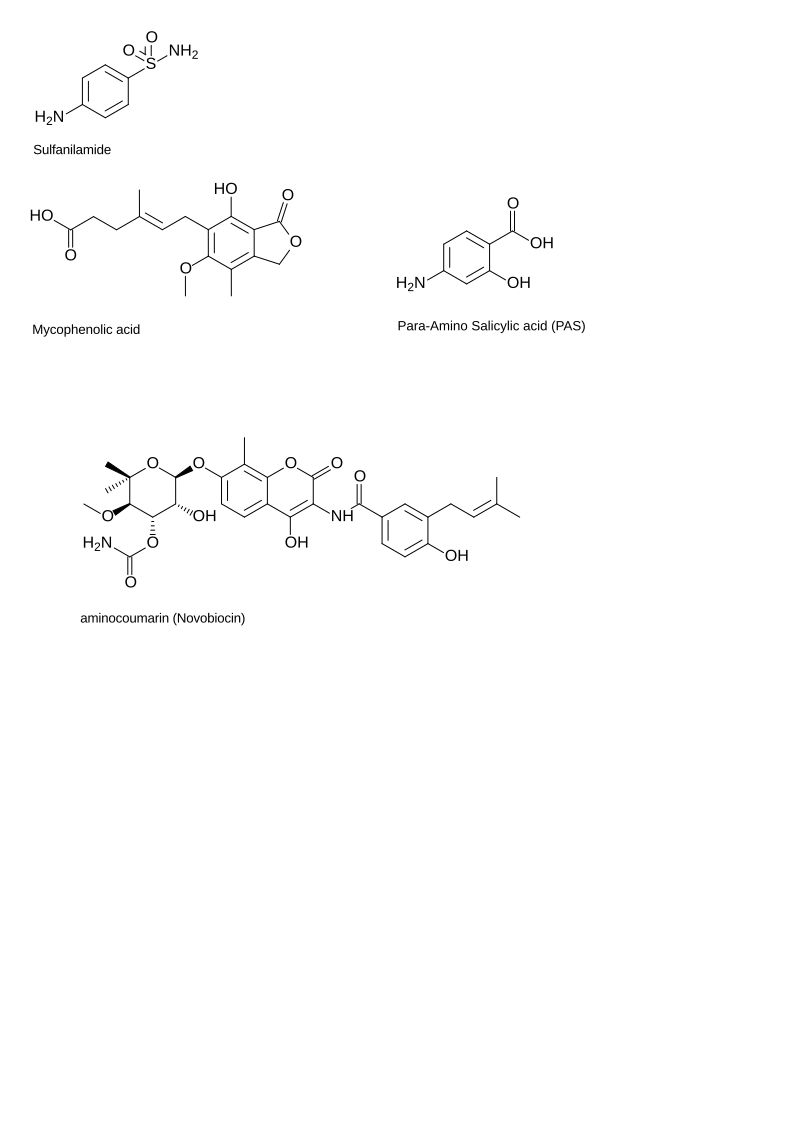 O
O S NH2
H2N
Sulfanilamide
HO O
HO O
O O
Mycophenolic acid
O
OH
H2N OH
Para-Amino Salicylic acid (PAS)
O O O O
O
O OH NH
H2N O OH OH
O
aminocoumarin (Novobiocin)